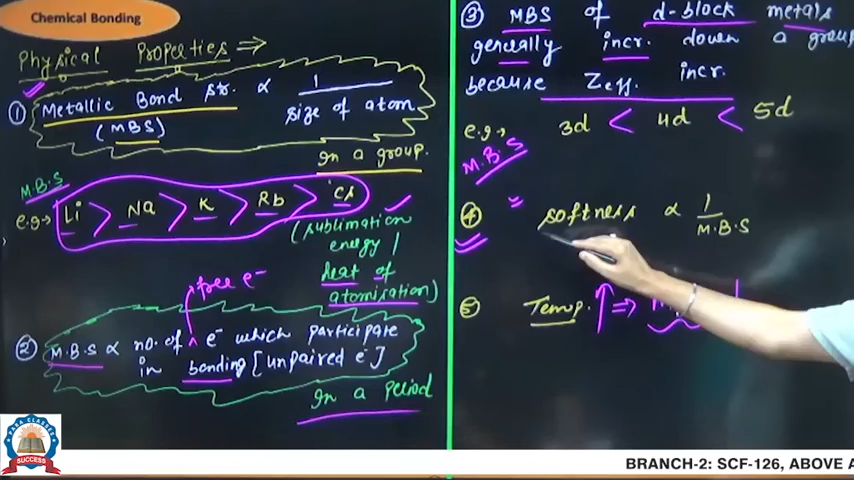 Chemical Bonding
Physical Properties ⇒
① Metallic Bond str. ∝ 1 / size of atom
(MBS)
In a group.
M.B.S
e.g → Li > Na > K > Rb > Cs
(sublimation
energy /
heat of
atomisation)
free e⁻
② M.B.S ∝ no. of e⁻ which participate
in bonding [unpaired e⁻]
In a Period
③ MBS of d-block metals
generally incr. down a group
because Zeff. incr.
e.g → 3d < 4d < 5d
M.B.S
④ softness ∝ 1 / M.B.S
⑤ Temp. ↑ ⇒
PARA CLASSES
SUCCESS
BRANCH-2: SCF-126, ABOVE A